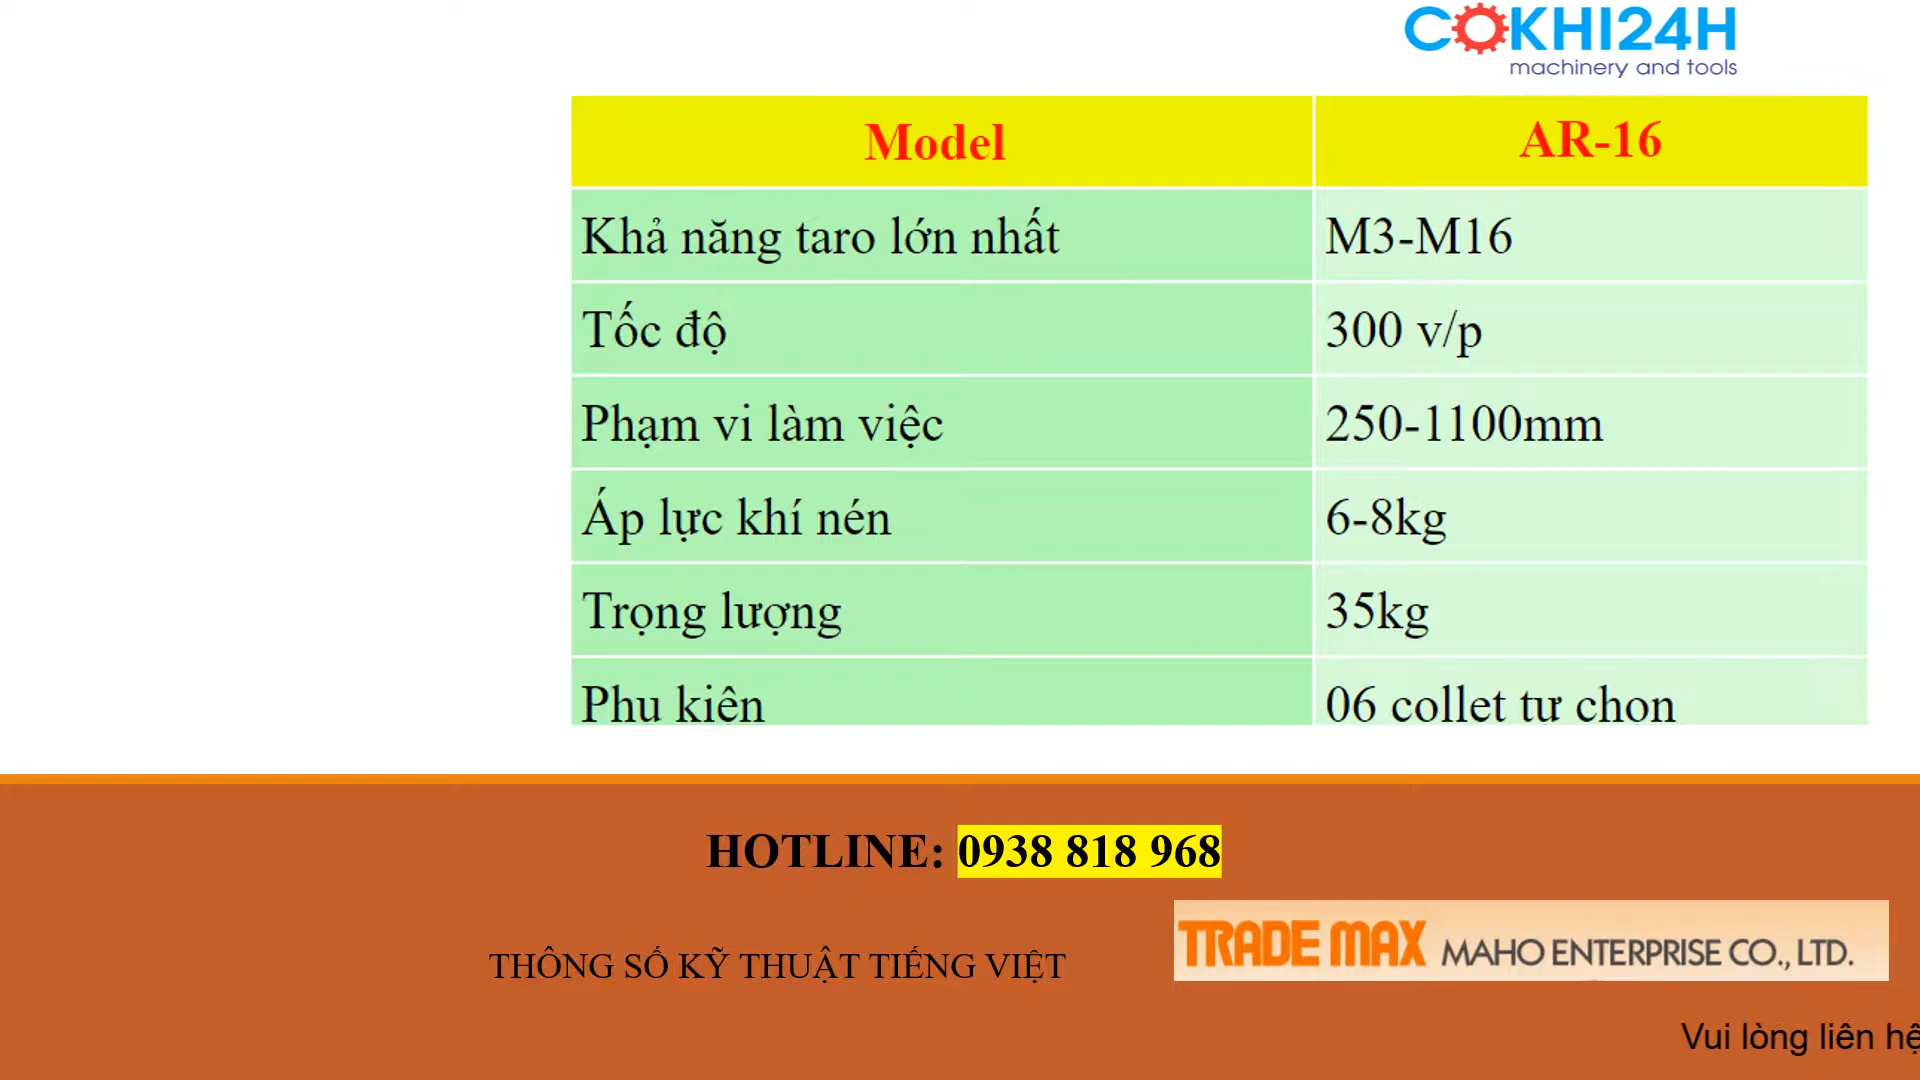 COKHI24H
machinery and tools
Model AR-16
Khả năng taro lớn nhất M3-M16
Tốc độ 300 v/p
Phạm vi làm việc 250-1100mm
Áp lực khí nén 6-8kg
Trọng lượng 35kg
Phụ kiện 06 collet tự chọn
HOTLINE: 0938 818 968
TRADE MAX MAHO ENTERPRISE CO., LTD.
THÔNG SỐ KỸ THUẬT TIẾNG VIỆT
Vui lòng liên hệ